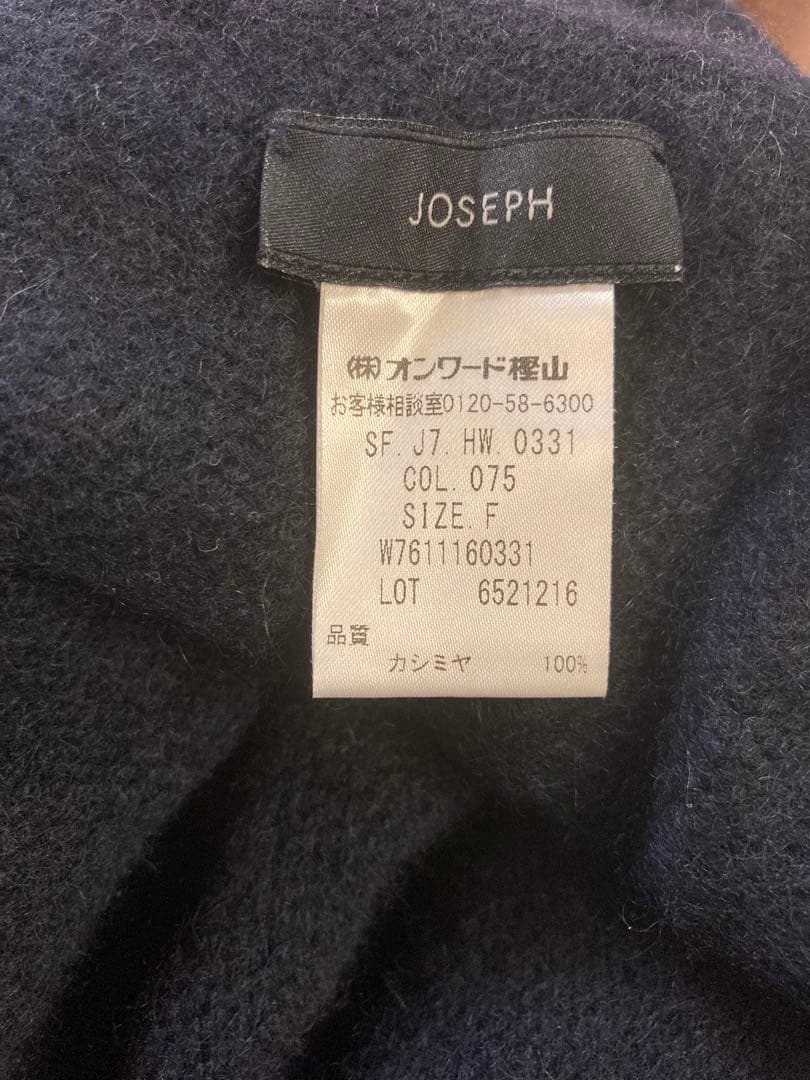 JOSEPH
(株)オンワード樫山
お客様相談室0120-58-6300
SF. J7. HW. 0331
COL. 075
SIZE. F
W7611160331
LOT 6521216
品質
カシミヤ 100%